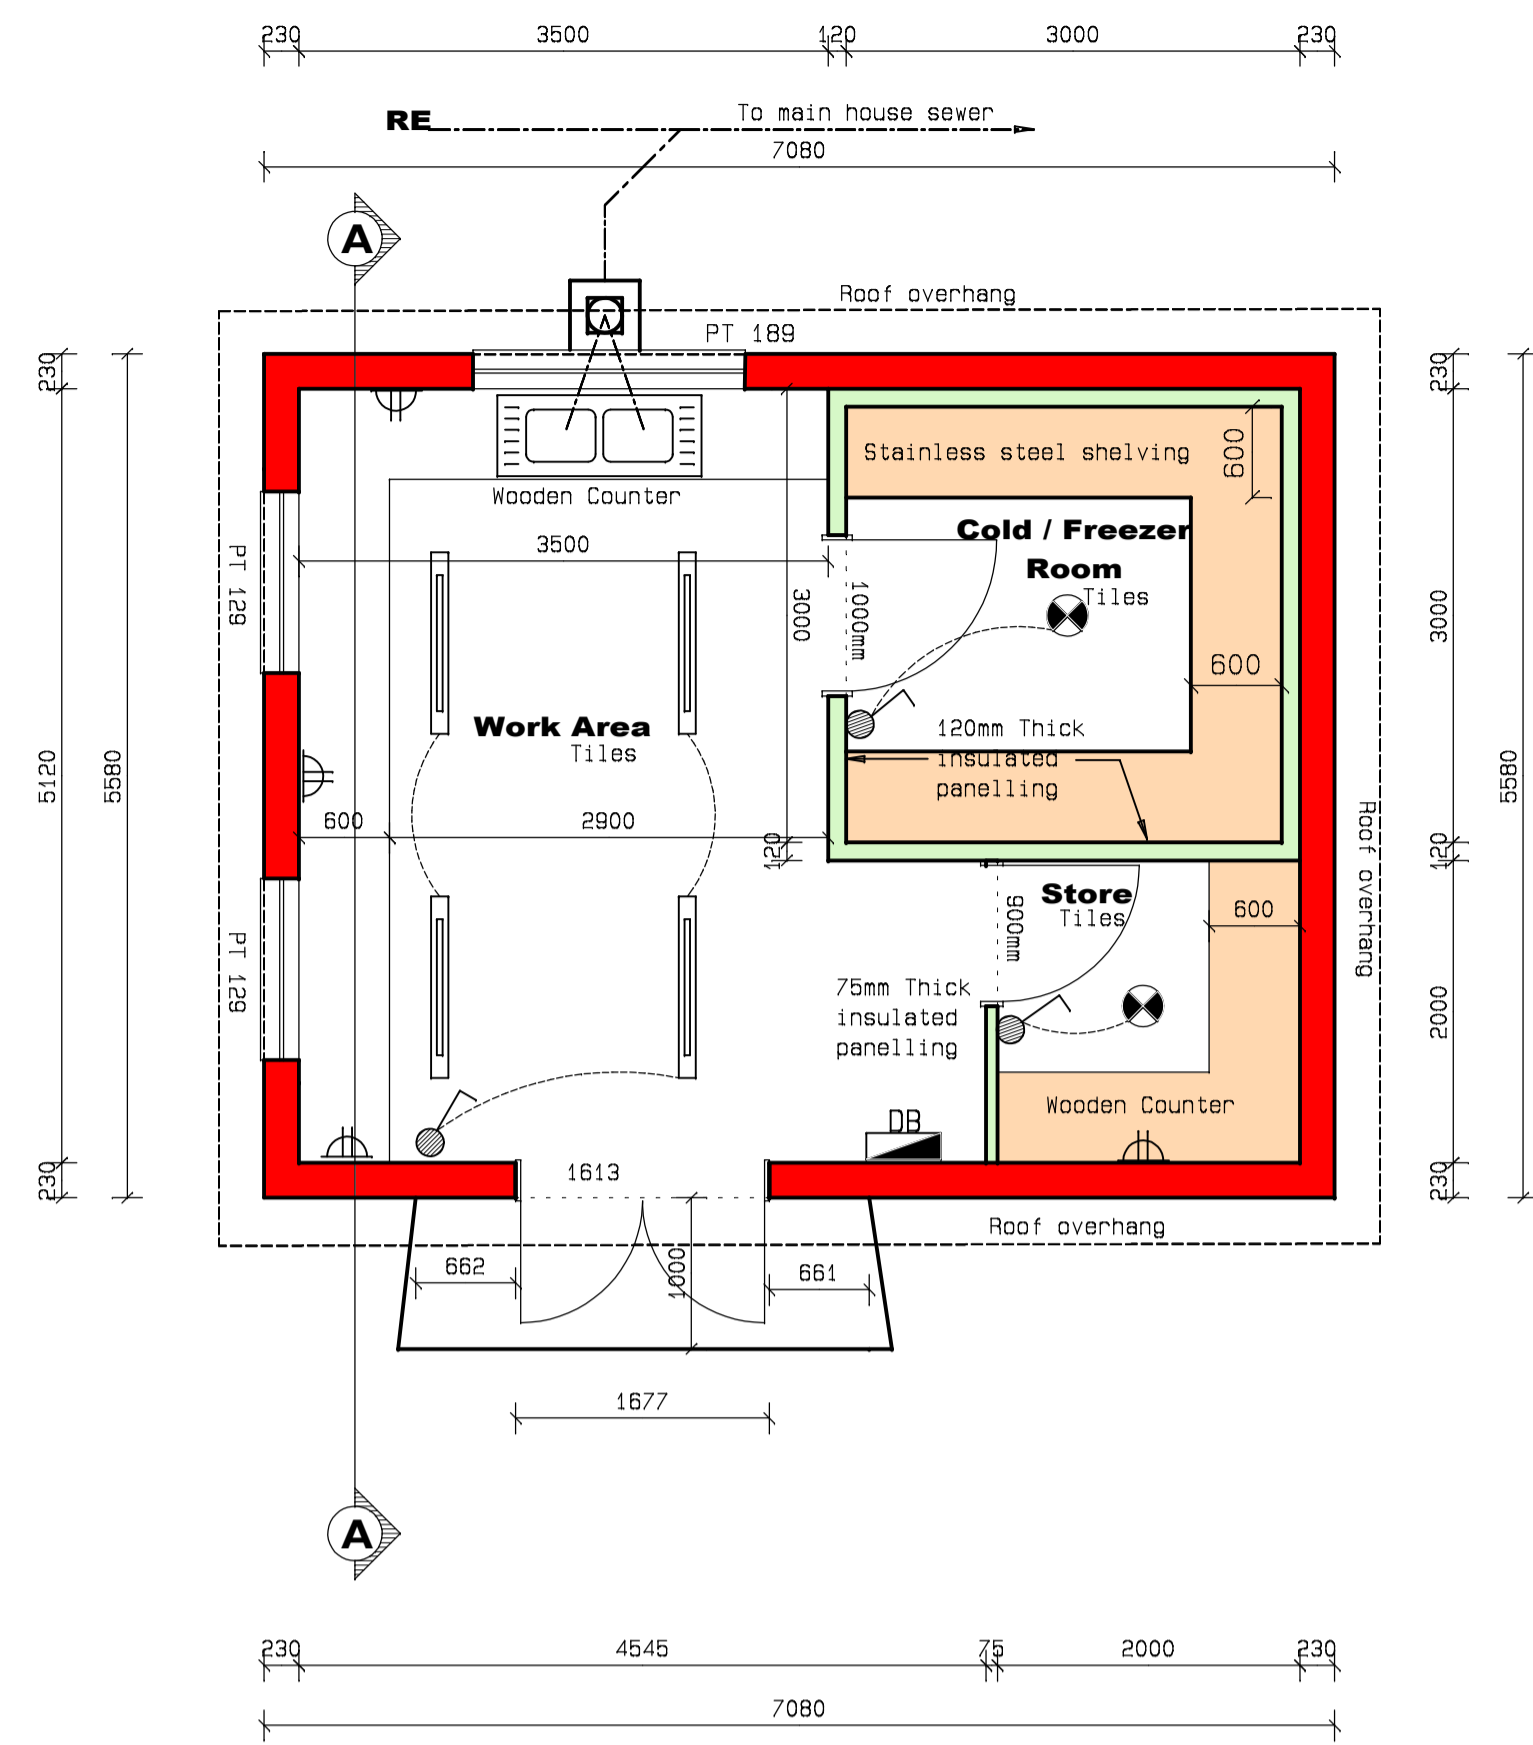 230 3500 120 3000 230
RE
To main house sewer
7080
A
Roof overhang
PT 189
230
230
Stainless steel shelving
600
Wooden Counter
Cold / Freezer
Room
Tiles
3500
PT 129
3000
1000mm
3000
600
Work Area
Tiles
120mm Thick
insulated
panelling
5120
5580
5580
600
2900
120
120
Roof overhang
Store
Tiles
600
900mm
PT 129
75mm Thick
insulated
panelling
2000
Wooden Counter
DB
1613
230
230
Roof overhang
662
1000
661
1677
A
230 4545 75 2000 230
7080